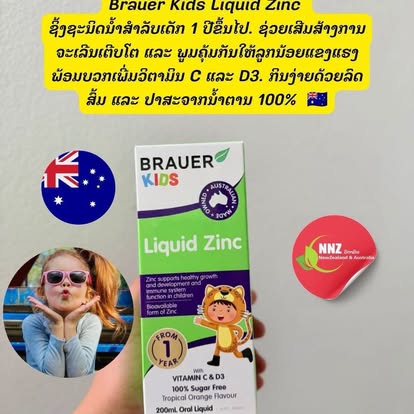 Brauer Kids Liquid Zinc
ຊິ້ງຊະນິດນ້ຳສຳລັບເດັກ 1 ປີຂຶ້ນໄປ. ຊ່ວຍເສີມສ້າງການ
ຈະເລີນເຕີບໂຕ ແລະ ພູມຄຸ້ມກັນໃຫ້ລູກນ້ອຍແຂງແຮງ
ພ້ອມບວກເພີ່ມວິຕາມິນ C ແລະ D3. ກິນງ່າຍດ້ວຍລົດ
ສົ້ມ ແລະ ປາສະຈາກນ້ຳຕານ 100%
BRAUER
KIDS
AUSTRALIAN
MADE
OWNED
Liquid Zinc
Zinc supports healthy growth
and development and
immune system
function in children
Bioavailable
form of Zinc
FROM
1
YEAR
With
VITAMIN C & D3
100% Sugar Free
Tropical Orange Flavour
200mL Oral Liquid
NNZ
NewZealand & Australia